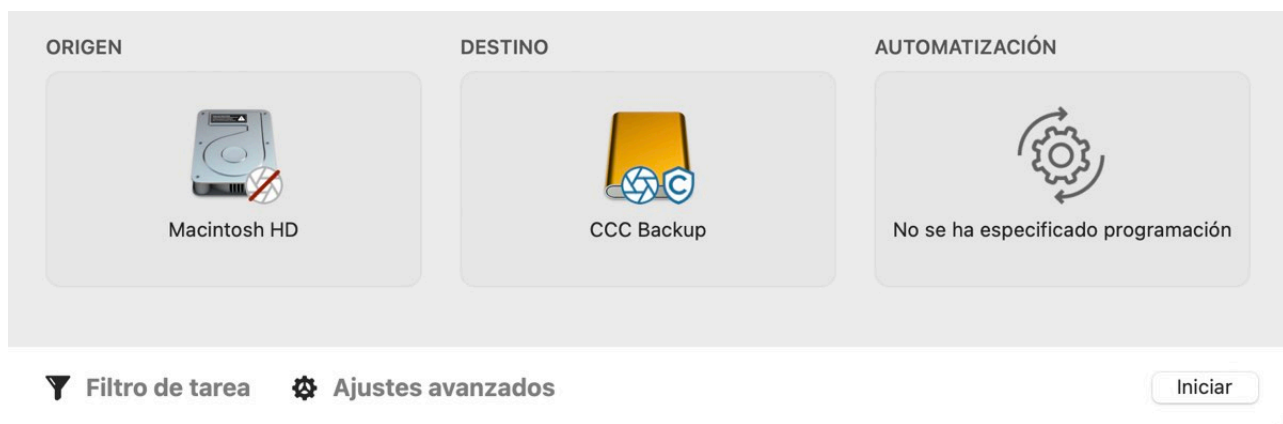 ORIGEN
DESTINO
AUTOMATIZACIÓN
Macintosh HD
CCC Backup
No se ha especificado programación
Filtro de tarea
Ajustes avanzados
Iniciar